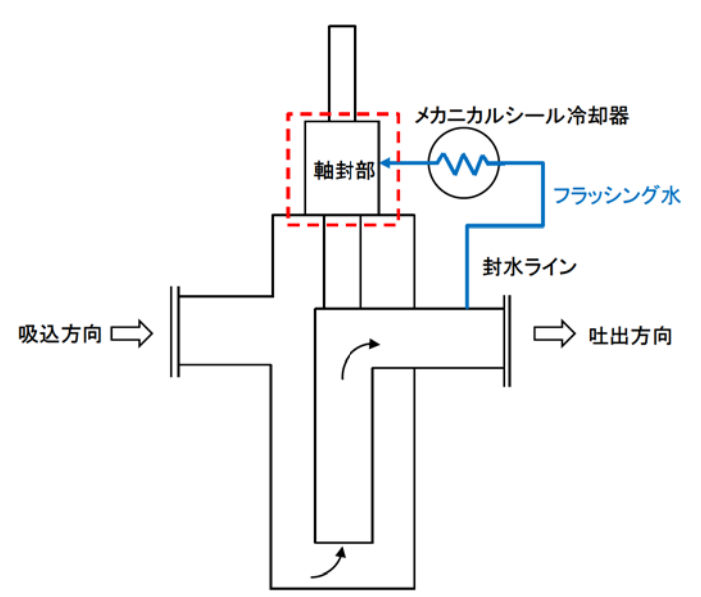 メカニカルシール冷却器
軸封部
フラッシング水
封水ライン
吸込方向
吐出方向